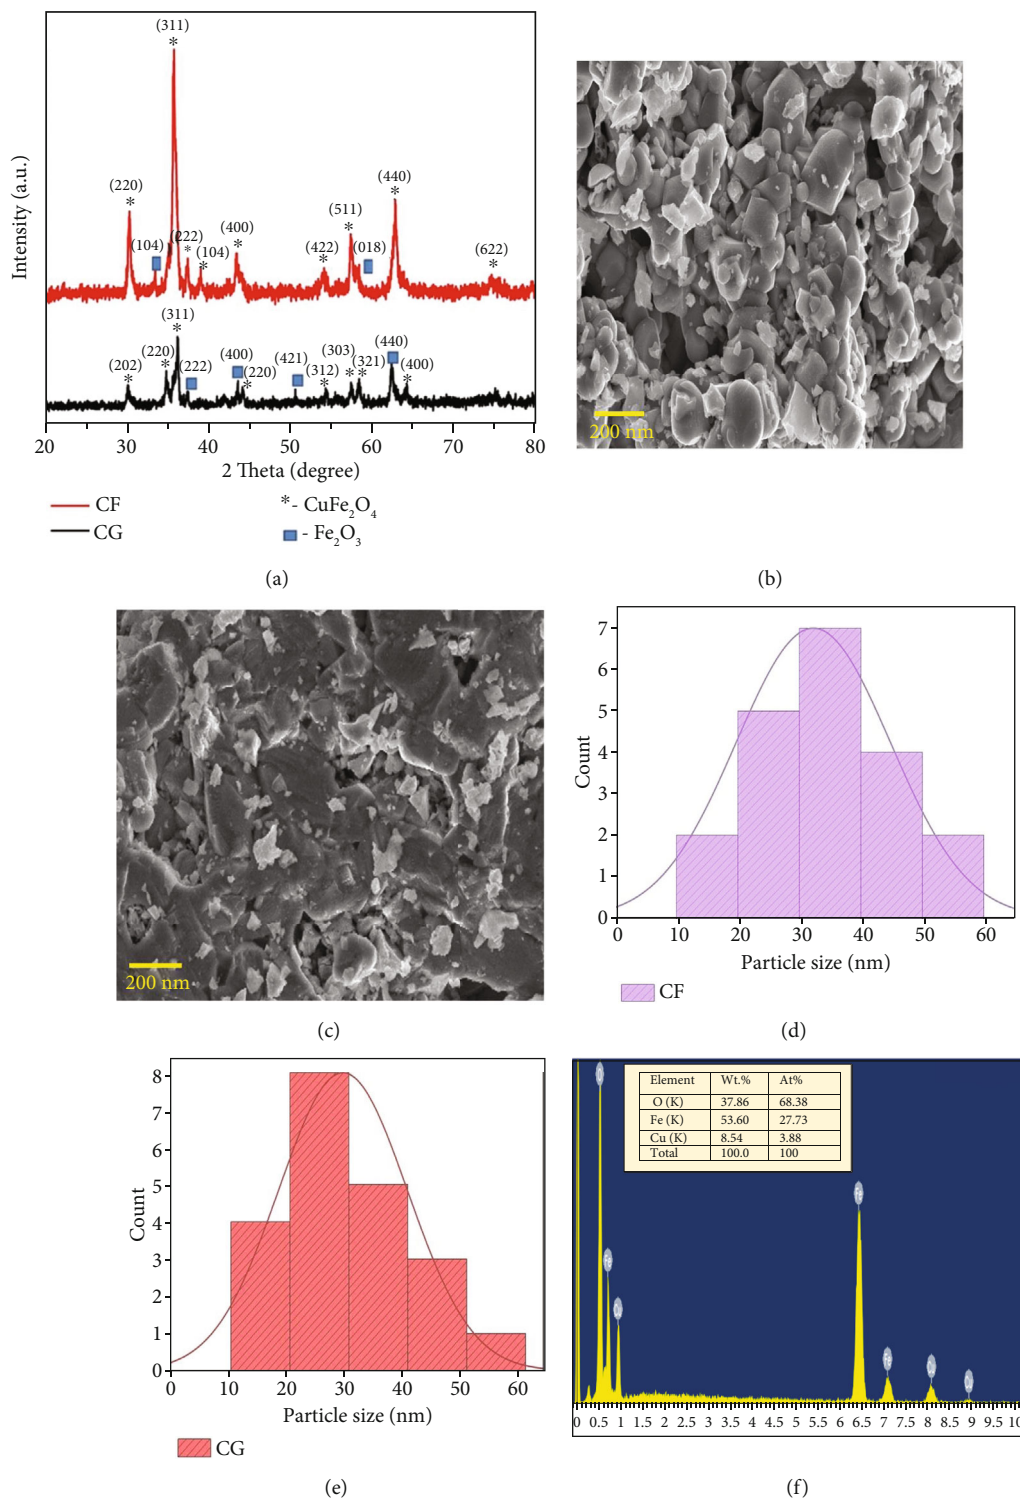 (311)
*
(220)
*
(440)
*
(511)
*
(400)
*
(222)
*
(104)
(104)
*
(422)
*
(018)
(622)
*
(311)
*
(220)
*
(202)
*
(222)
(400)
(220)
*
(421)
(312)
*
(303)
*
(321)
*
(440)
(400)
*
Intensity (a.u.)
20 30 40 50 60 70 80
2 Theta (degree)
CF
*- CuFe₂O₄
CG
- Fe₂O₃
(a)
200 nm
(b)
200 nm
(c)
7
6
5
4
3
2
1
0
Count
0 10 20 30 40 50 60
Particle size (nm)
CF
(d)
8
7
6
5
4
3
2
1
0
Count
0 10 20 30 40 50 60
Particle size (nm)
CG
(e)
Element Wt.% At%
O (K) 37.86 68.38
Fe (K) 53.60 27.73
Cu (K) 8.54 3.88
Total 100.0 100
O
Fe
Cu
Fe
Fe
Cu
Cu
0 0.5 1 1.5 2 2.5 3 3.5 4 4.5 5 5.5 6 6.5 7 7.5 8 8.5 9 9.5 10
(f)